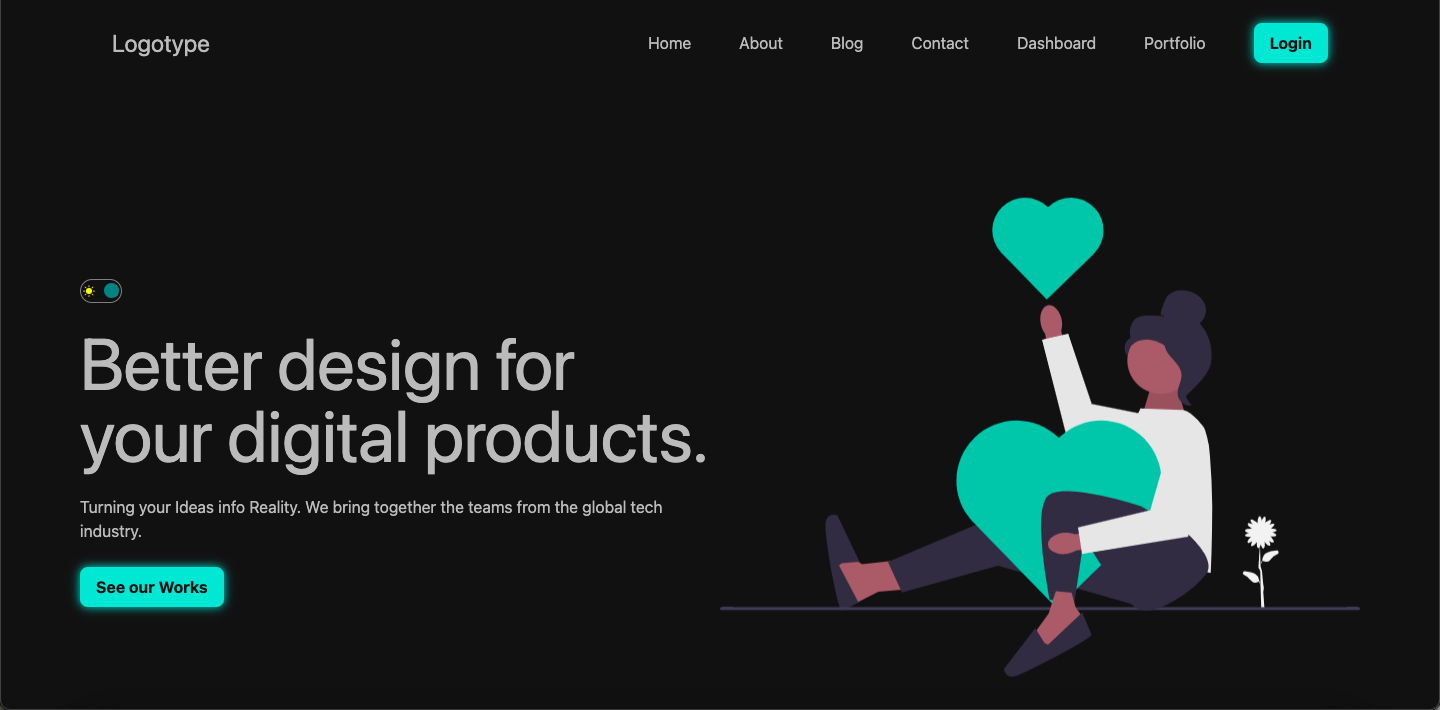 Logotype
Home
About
Blog
Contact
Dashboard
Portfolio
Login
Better design for
your digital products.
Turning your Ideas info Reality. We bring together the teams from the global tech
industry.
See our Works